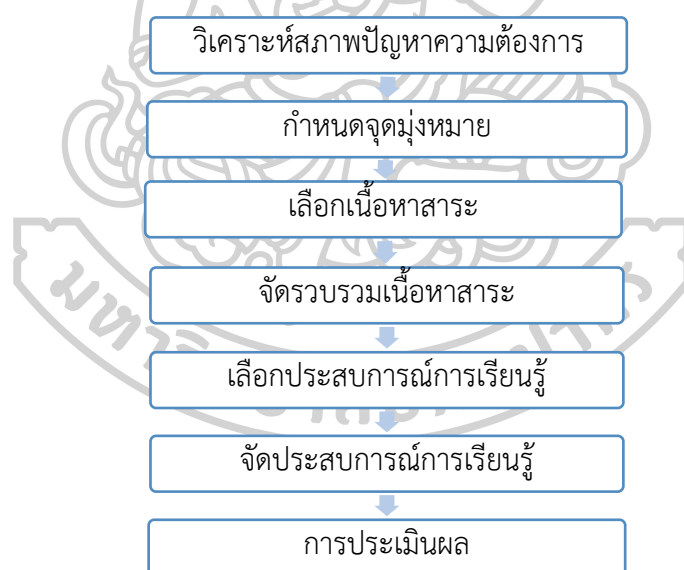 วิเคราะห์สภาพปัญหาความต้องการ
กำหนดจุดมุ่งหมาย
เลือกเนื้อหาสาระ
จัดรวบรวมเนื้อหาสาระ
เลือกประสบการณ์การเรียนรู้
จัดประสบการณ์การเรียนรู้
การประเมินผล